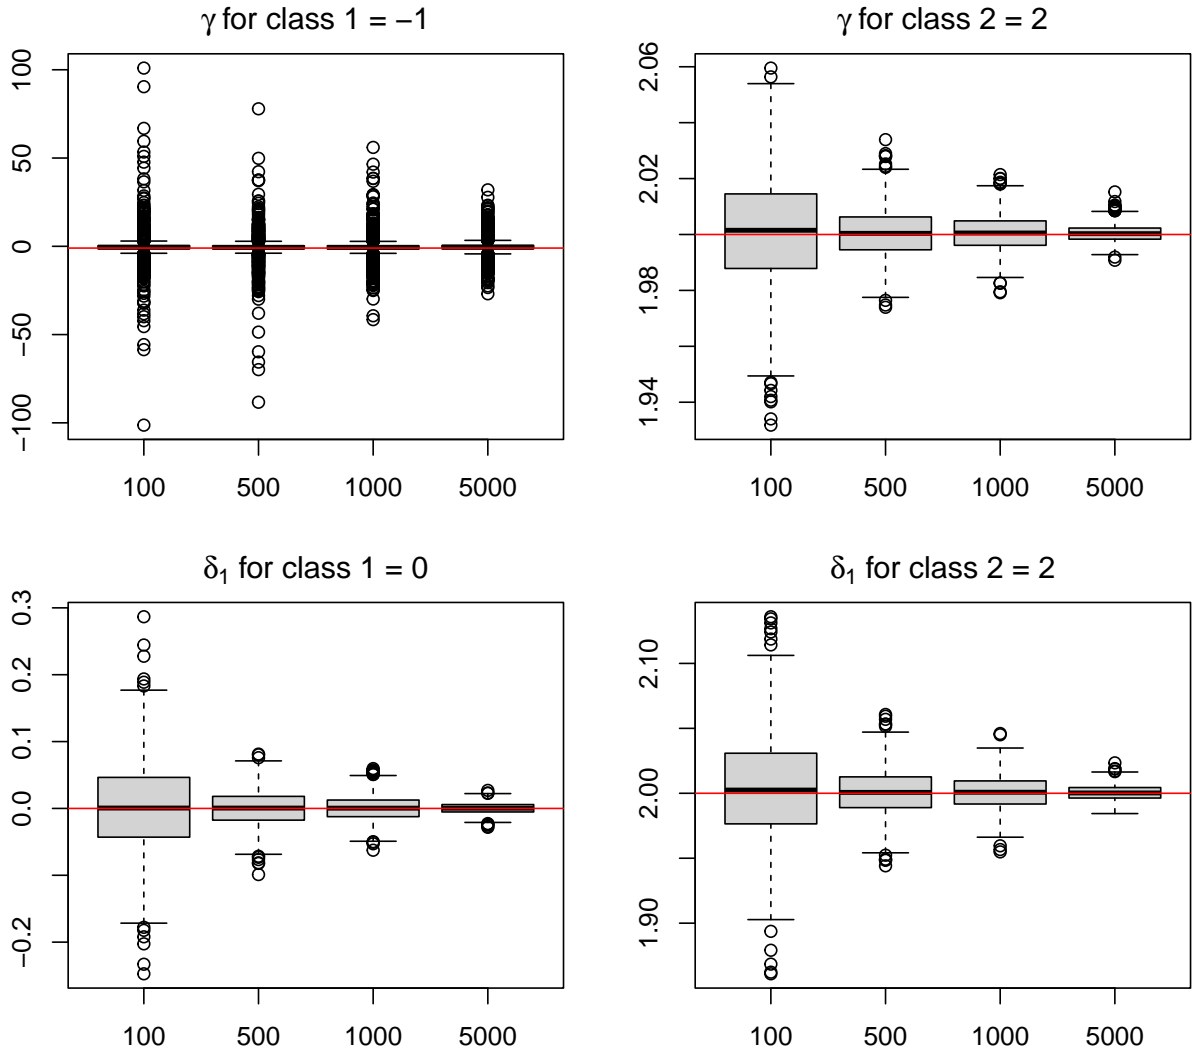 γ for class 1 = −1
100
50
0
−50
−100
100 500 1000 5000
γ for class 2 = 2
2.06
2.02
1.98
1.94
100 500 1000 5000
δ₁ for class 1 = 0
0.3
0.2
0.1
0.0
−0.2
100 500 1000 5000
δ₁ for class 2 = 2
2.10
2.00
1.90
100 500 1000 5000